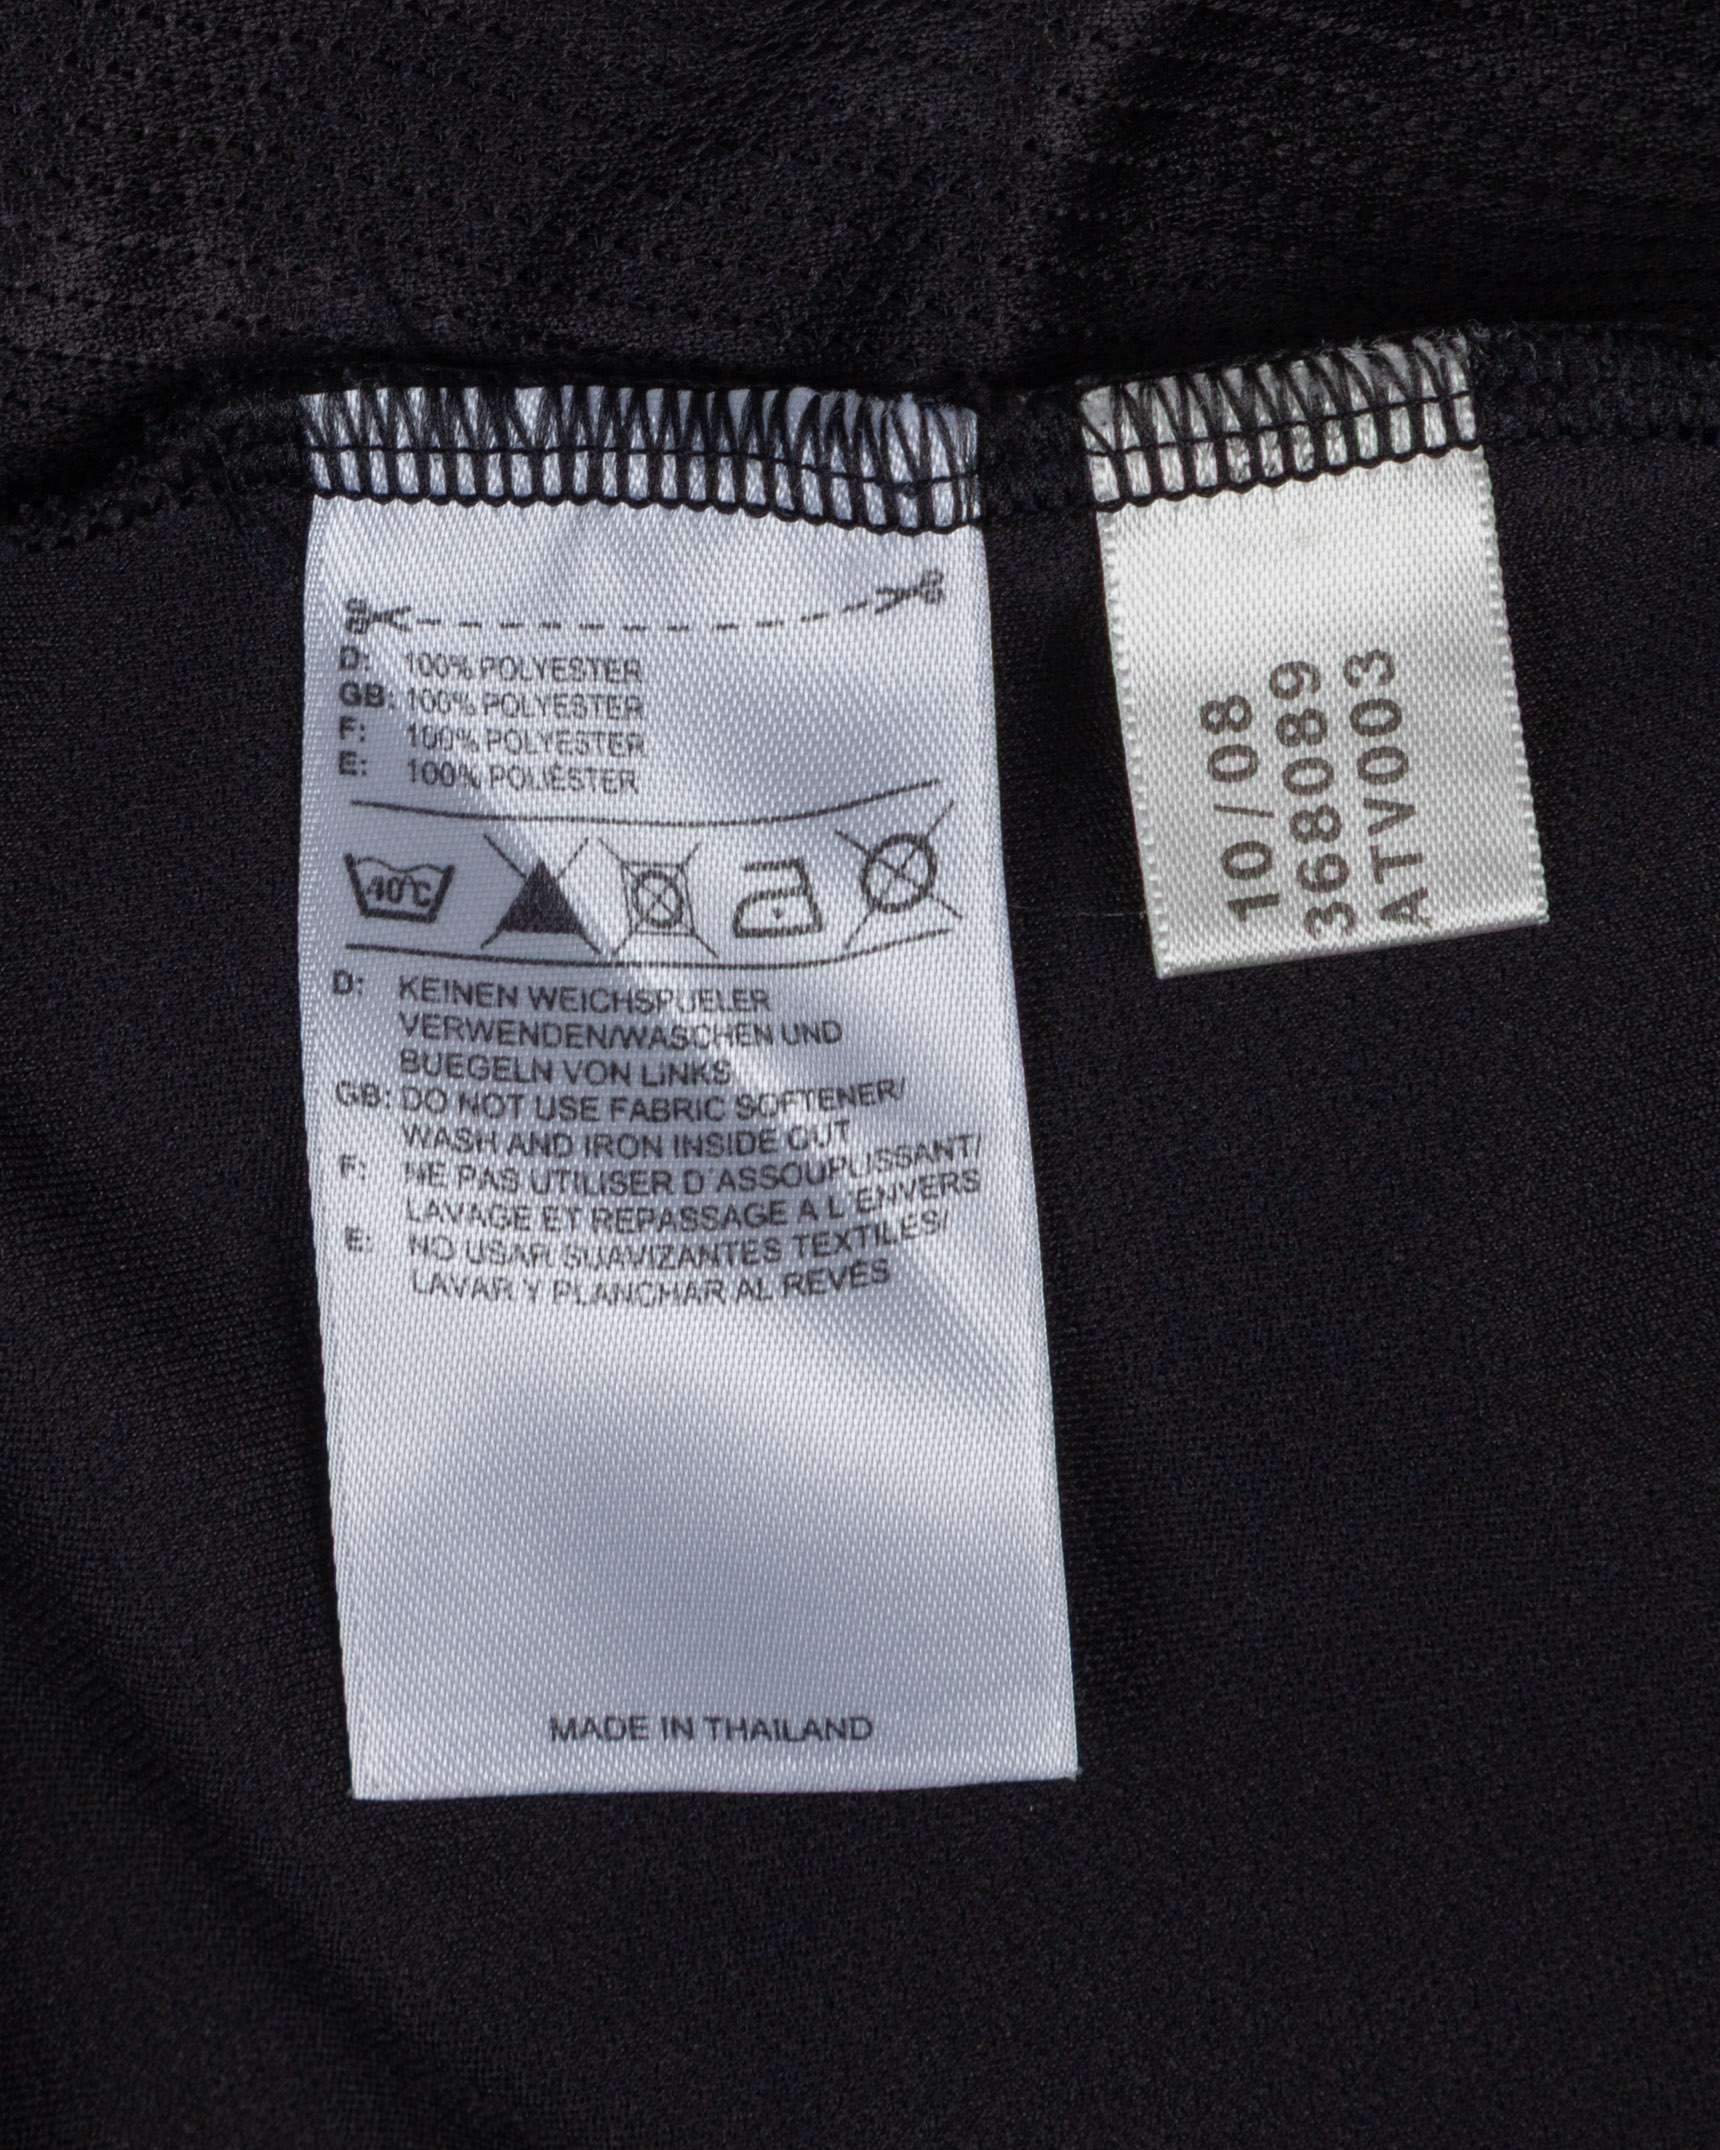 D: 100% POLYESTER
GB: 100% POLYESTER
F: 100% POLYESTER
E: 100% POLIÉSTER
40°C
D: KEINEN WEICHSPUELER
VERWENDEN/WASCHEN UND
BUEGELN VON LINKS
GB: DO NOT USE FABRIC SOFTENER/
WASH AND IRON INSIDE OUT
F: NE PAS UTILISER D'ASSOUPLISSANT/
LAVAGE ET REPASSAGE A L'ENVERS
E: NO USAR SUAVIZANTES TEXTILES/
LAVAR Y PLANCHAR AL REVÉS
MADE IN THAILAND
10/08
368089
ATV003